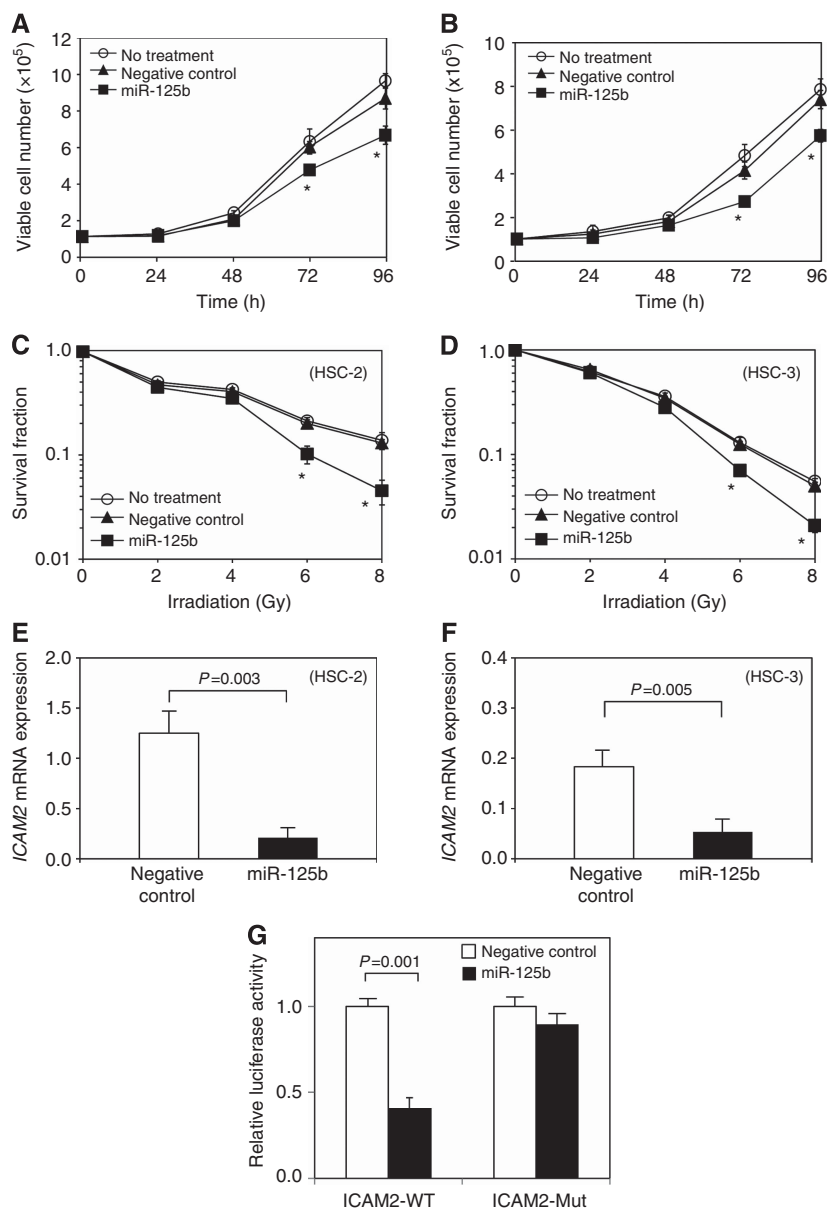 A
12
10
8
6
4
2
0
Viable cell number (×10⁵)
No treatment
Negative control
miR-125b
*
*
0 24 48 72 96
Time (h)
B
10
8
6
4
2
0
Viable cell number (×10⁵)
No treatment
Negative control
miR-125b
*
*
0 24 48 72 96
Time (h)
C
1.0
0.1
0.01
Survival fraction
(HSC-2)
No treatment
Negative control
miR-125b
*
*
0 2 4 6 8
Irradiation (Gy)
D
1.0
0.1
0.01
Survival fraction
(HSC-3)
No treatment
Negative control
miR-125b
*
*
0 2 4 6 8
Irradiation (Gy)
E
2.0
1.5
1.0
0.5
0.0
ICAM2 mRNA expression
P=0.003
(HSC-2)
Negative
control
miR-125b
F
0.4
0.3
0.2
0.1
0.0
ICAM2 mRNA expression
P=0.005
(HSC-3)
Negative
control
miR-125b
G
1.0
0.5
0.0
Relative luciferase activity
P=0.001
Negative control
miR-125b
ICAM2-WT
ICAM2-Mut